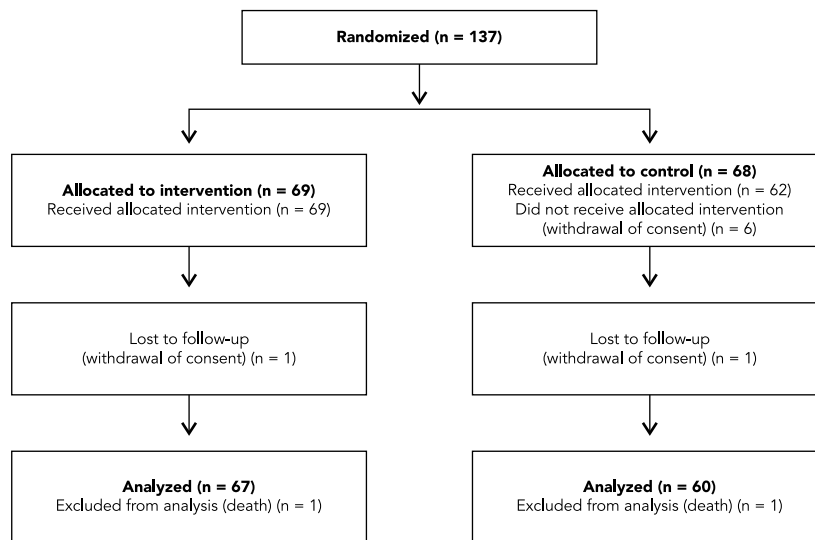 Randomized (n = 137)
Allocated to intervention (n = 69)
Received allocated intervention (n = 69)
Allocated to control (n = 68)
Received allocated intervention (n = 62)
Did not receive allocated intervention
(withdrawal of consent) (n = 6)
Lost to follow-up
(withdrawal of consent) (n = 1)
Lost to follow-up
(withdrawal of consent) (n = 1)
Analyzed (n = 67)
Excluded from analysis (death) (n = 1)
Analyzed (n = 60)
Excluded from analysis (death) (n = 1)